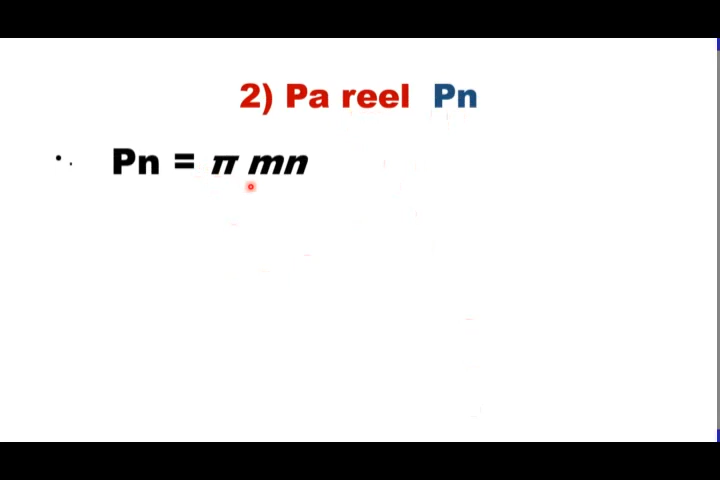 2) Pa reel Pn
• . Pn = π mn